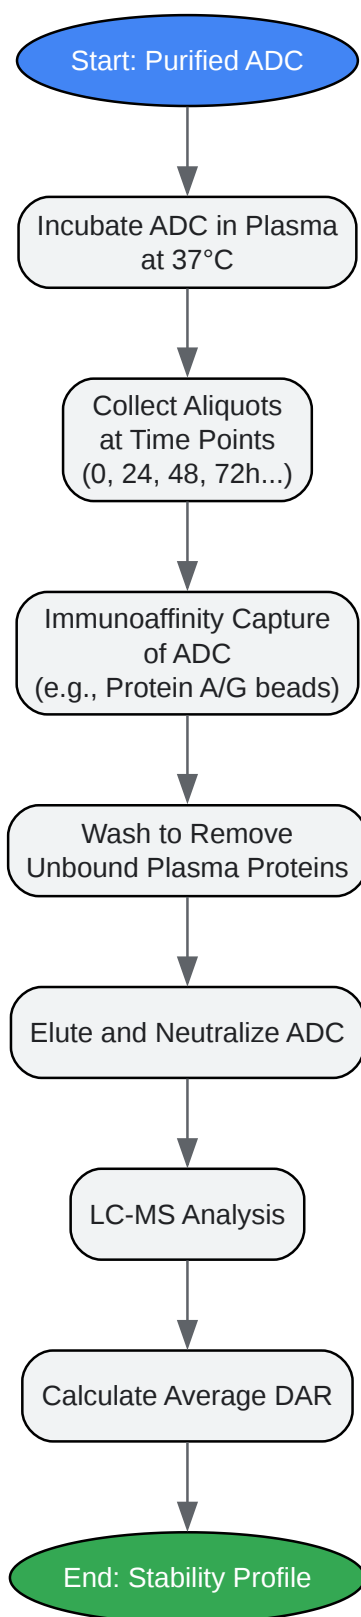 Start: Purified ADC
Incubate ADC in Plasma
at 37°C
Collect Aliquots
at Time Points
(0, 24, 48, 72h...)
Immunoaffinity Capture
of ADC
(e.g., Protein A/G beads)
Wash to Remove
Unbound Plasma Proteins
Elute and Neutralize ADC
LC-MS Analysis
Calculate Average DAR
End: Stability Profile